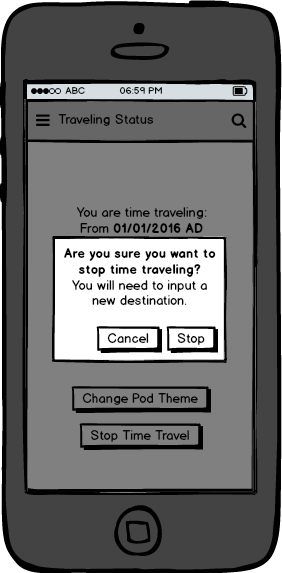 ABC 06:59 PM
Traveling Status
You are time traveling:
From 01/01/2016 AD
Are you sure you want to
stop time traveling?
You will need to input a
new destination.
Cancel Stop
Change Pod Theme
Stop Time Travel